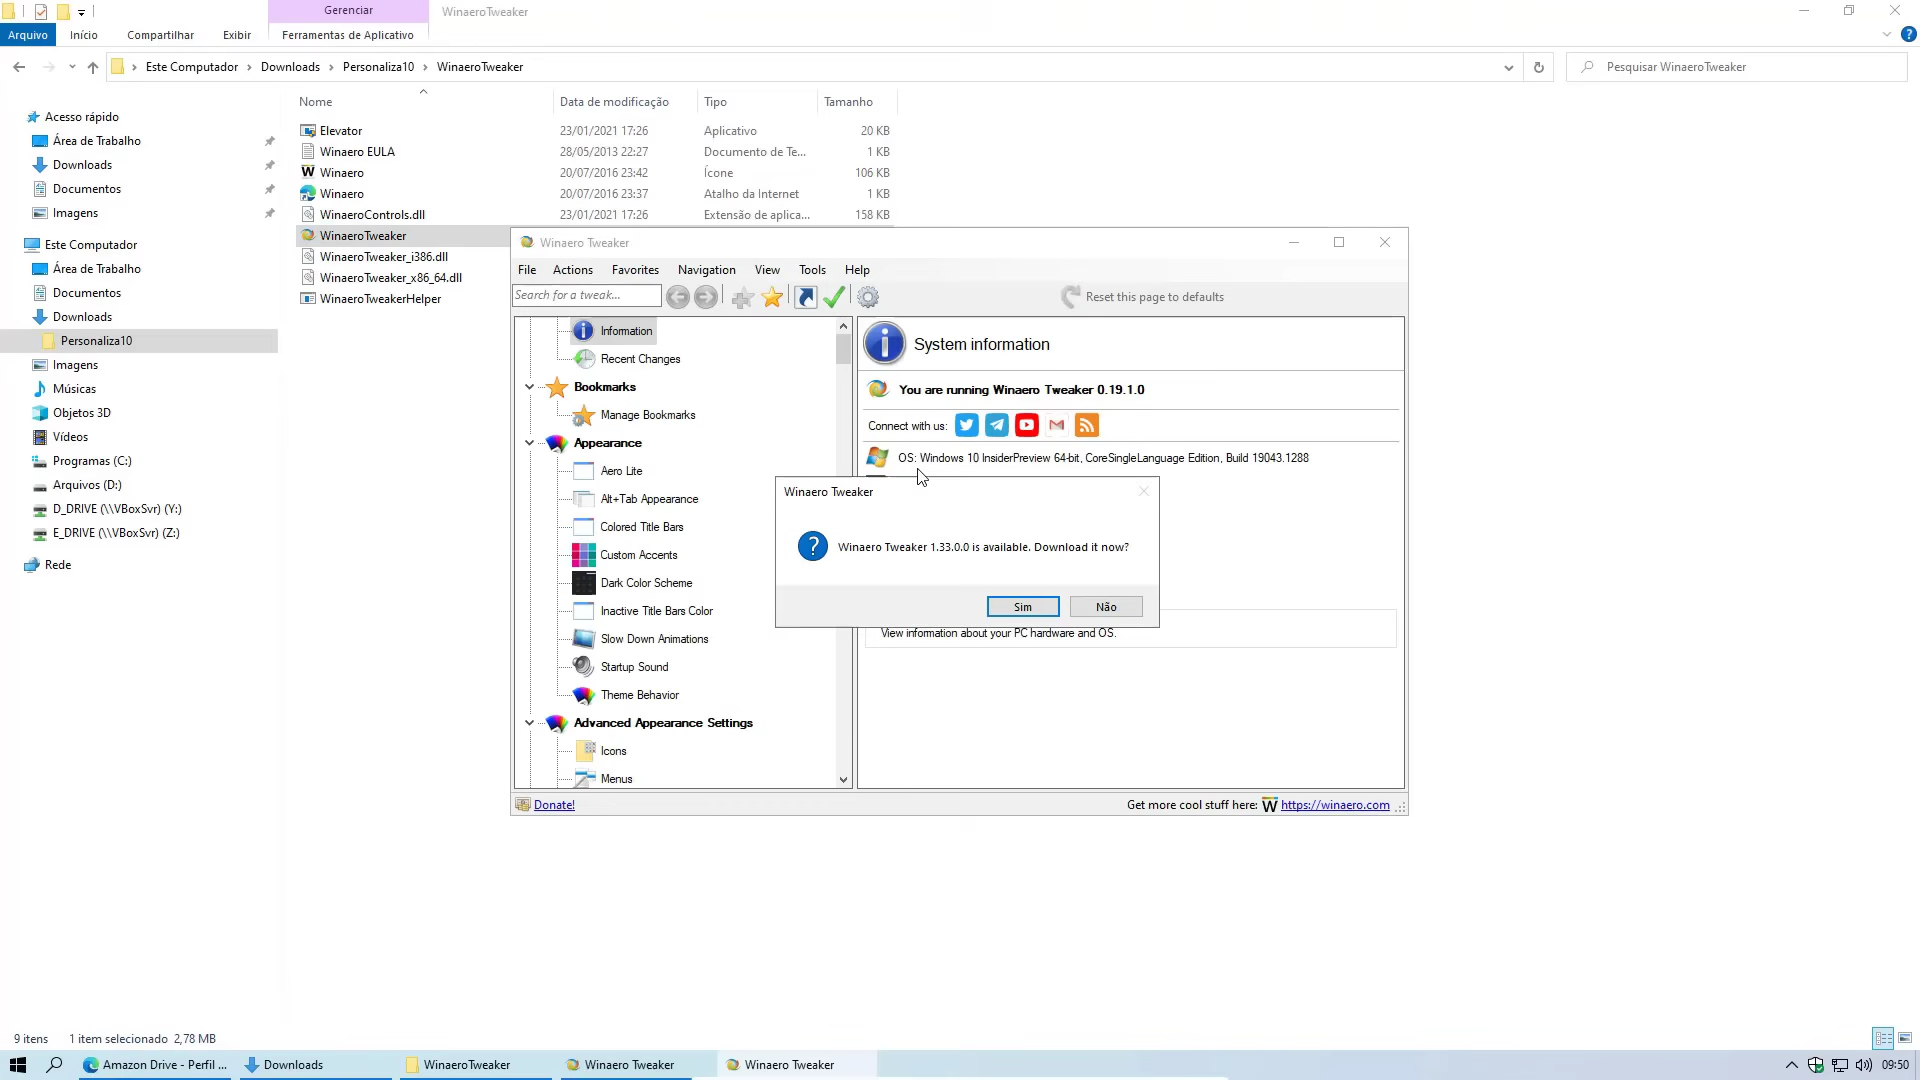 Gerenciar
WinaeroTweaker
Arquivo
Início
Compartilhar
Exibir
Ferramentas de Aplicativo
Este Computador
Downloads
Personaliza10
WinaeroTweaker
Pesquisar WinaeroTweaker
Nome
Data de modificação
Tipo
Tamanho
Elevator 23/01/2021 17:26 Aplicativo 20 KB
Winaero EULA 28/05/2013 22:27 Documento de Te... 1 KB
Winaero 20/07/2016 23:42 Ícone 106 KB
Winaero 20/07/2016 23:37 Atalho da Internet 1 KB
WinaeroControls.dll 23/01/2021 17:26 Extensão de aplica... 158 KB
WinaeroTweaker
WinaeroTweaker_i386.dll
WinaeroTweaker_x86_64.dll
WinaeroTweakerHelper
Acesso rápido
Área de Trabalho
Downloads
Documentos
Imagens
Este Computador
Área de Trabalho
Documentos
Downloads
Personaliza10
Imagens
Músicas
Objetos 3D
Vídeos
Programas (C:)
Arquivos (D:)
D_DRIVE (\\VBoxSvr) (Y:)
E_DRIVE (\\VBoxSvr) (Z:)
Rede
Winaero Tweaker
File Actions Favorites Navigation View Tools Help
Search for a tweak...
Reset this page to defaults
Information
Recent Changes
Bookmarks
Manage Bookmarks
Appearance
Aero Lite
Alt+Tab Appearance
Colored Title Bars
Custom Accents
Dark Color Scheme
Inactive Title Bars Color
Slow Down Animations
Startup Sound
Theme Behavior
Advanced Appearance Settings
Icons
Menus
System information
You are running Winaero Tweaker 0.19.1.0
Connect with us:
OS: Windows 10 InsiderPreview 64-bit, CoreSingleLanguage Edition, Build 19043.1288
Winaero Tweaker
Winaero Tweaker 1.33.0.0 is available. Download it now?
Sim
Não
View information about your PC hardware and OS.
Donate!
Get more cool stuff here: W https://winaero.com
9 itens
1 item selecionado 2,78 MB
Amazon Drive - Perfil ...
Downloads
WinaeroTweaker
Winaero Tweaker
Winaero Tweaker
09:50